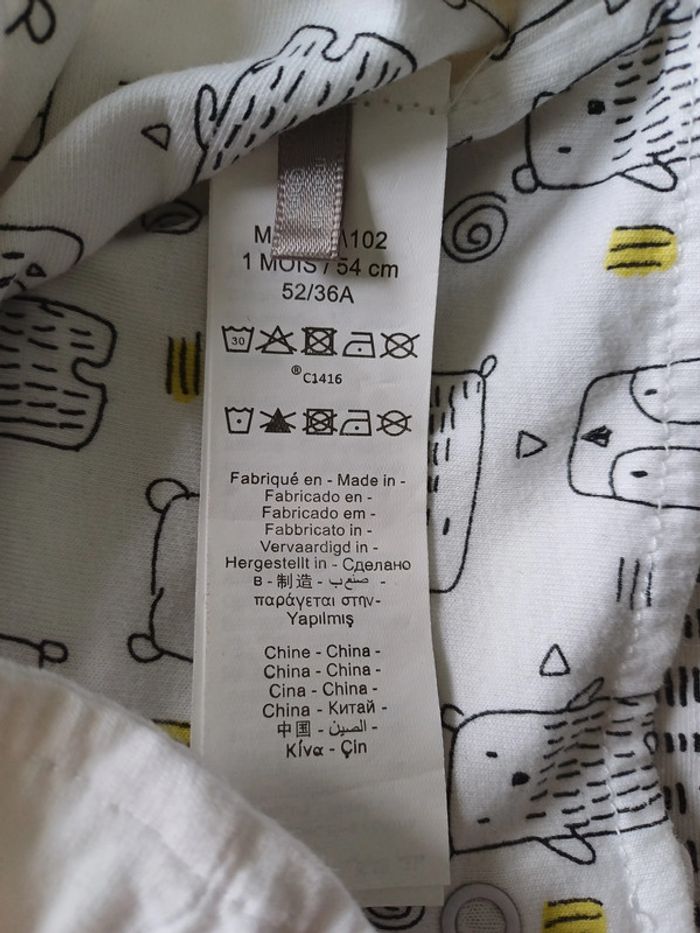 \102
1 MOIS / 54 cm
52/36A
30
® C1416
Fabriqué en - Made in -
Fabricado en -
Fabricado em -
Fabbricato in -
Vervaardigd in -
Hergestellt in - Сделано
в - 制造 - صنع ب -
παράγεται στην-
Yapılmış
Chine - China -
China - China -
Cina - China -
China - Китай -
中国 - الصين -
Κίνα - Çin